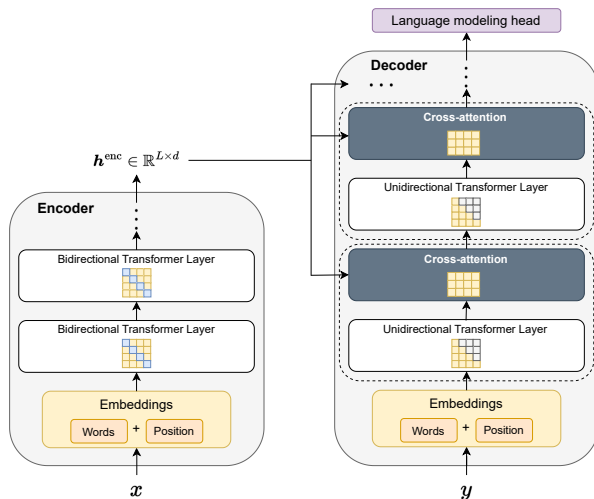 Language modeling head
Decoder
. . .
Cross-attention
Unidirectional Transformer Layer
Cross-attention
Unidirectional Transformer Layer
Embeddings
Words + Position
y
h^enc ∈ ℝ^{L×d}
Encoder
Bidirectional Transformer Layer
Bidirectional Transformer Layer
Embeddings
Words + Position
x